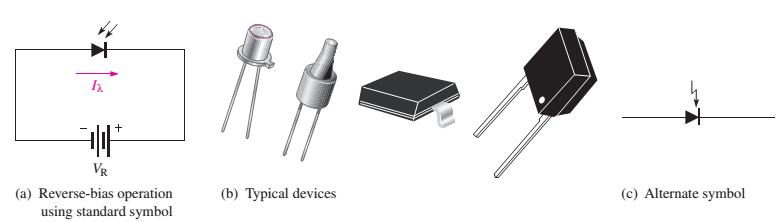 Iλ
− +
VR
(a) Reverse-bias operation
using standard symbol
(b) Typical devices
(c) Alternate symbol